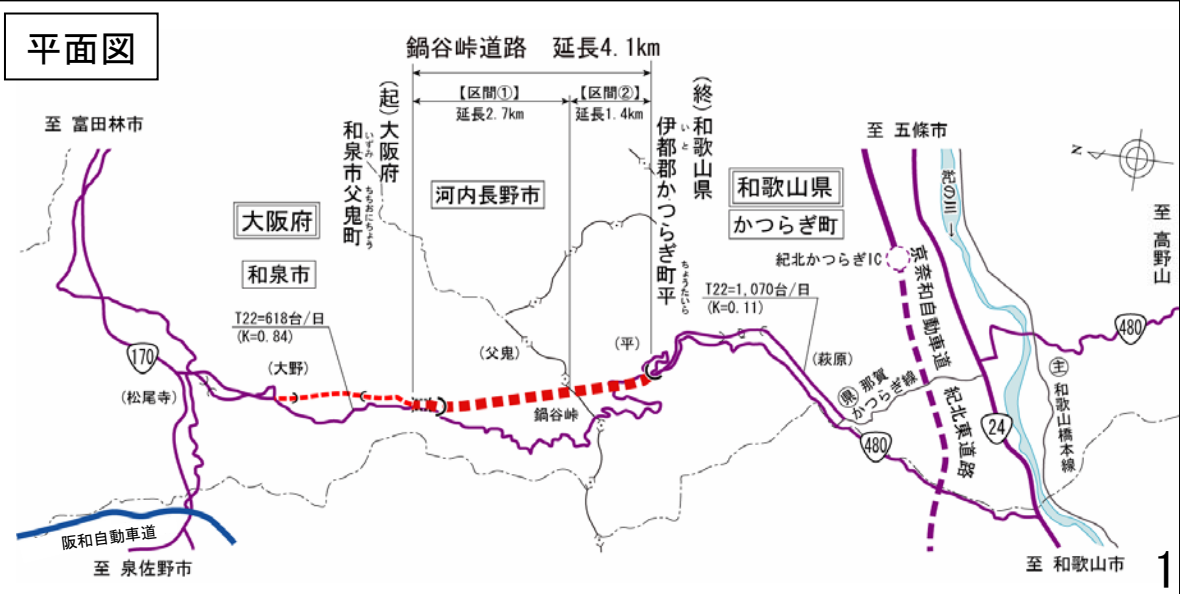 平面図
鍋谷峠道路 延長4.1km
【区間①】
延長2.7km
【区間②】
延長1.4km
(起)大阪府
和泉市父鬼町
いずみ
ちちおにちょう
(終)和歌山県
伊都郡かつらぎ町平
いと
ちょうたいら
至 富田林市
大阪府
和泉市
河内長野市
和歌山県
かつらぎ町
至 五條市
N
紀の川→
至 高野山
紀北かつらぎIC
京奈和自動車道
紀北東道路
T22=618台/日
(K=0.84)
T22=1,070台/日
(K=0.11)
170
(松尾寺)
(大野)
(父鬼)
(平)
(萩原)
鍋谷峠
県 那賀
かつらぎ線
480
480
24
主 和歌山橋本線
阪和自動車道
至 泉佐野市
至 和歌山市
1